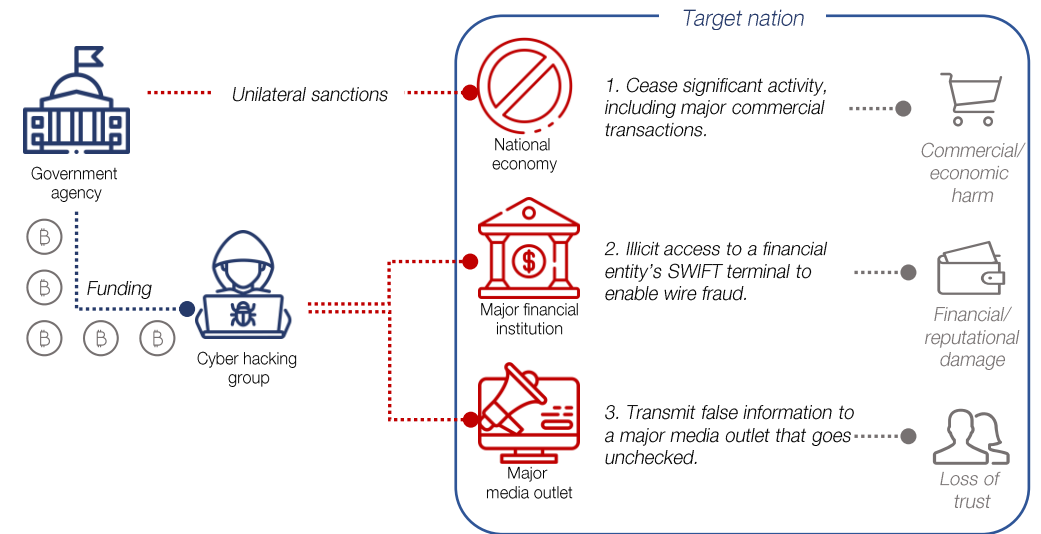 Target nation
Government
agency
Unilateral sanctions
National
economy
1. Cease significant activity,
including major commercial
transactions.
Commercial/
economic
harm
Funding
Cyber hacking
group
Major financial
institution
2. Illicit access to a financial
entity’s SWIFT terminal to
enable wire fraud.
Financial/
reputational
damage
Major
media outlet
3. Transmit false information to
a major media outlet that goes
unchecked.
Loss of
trust